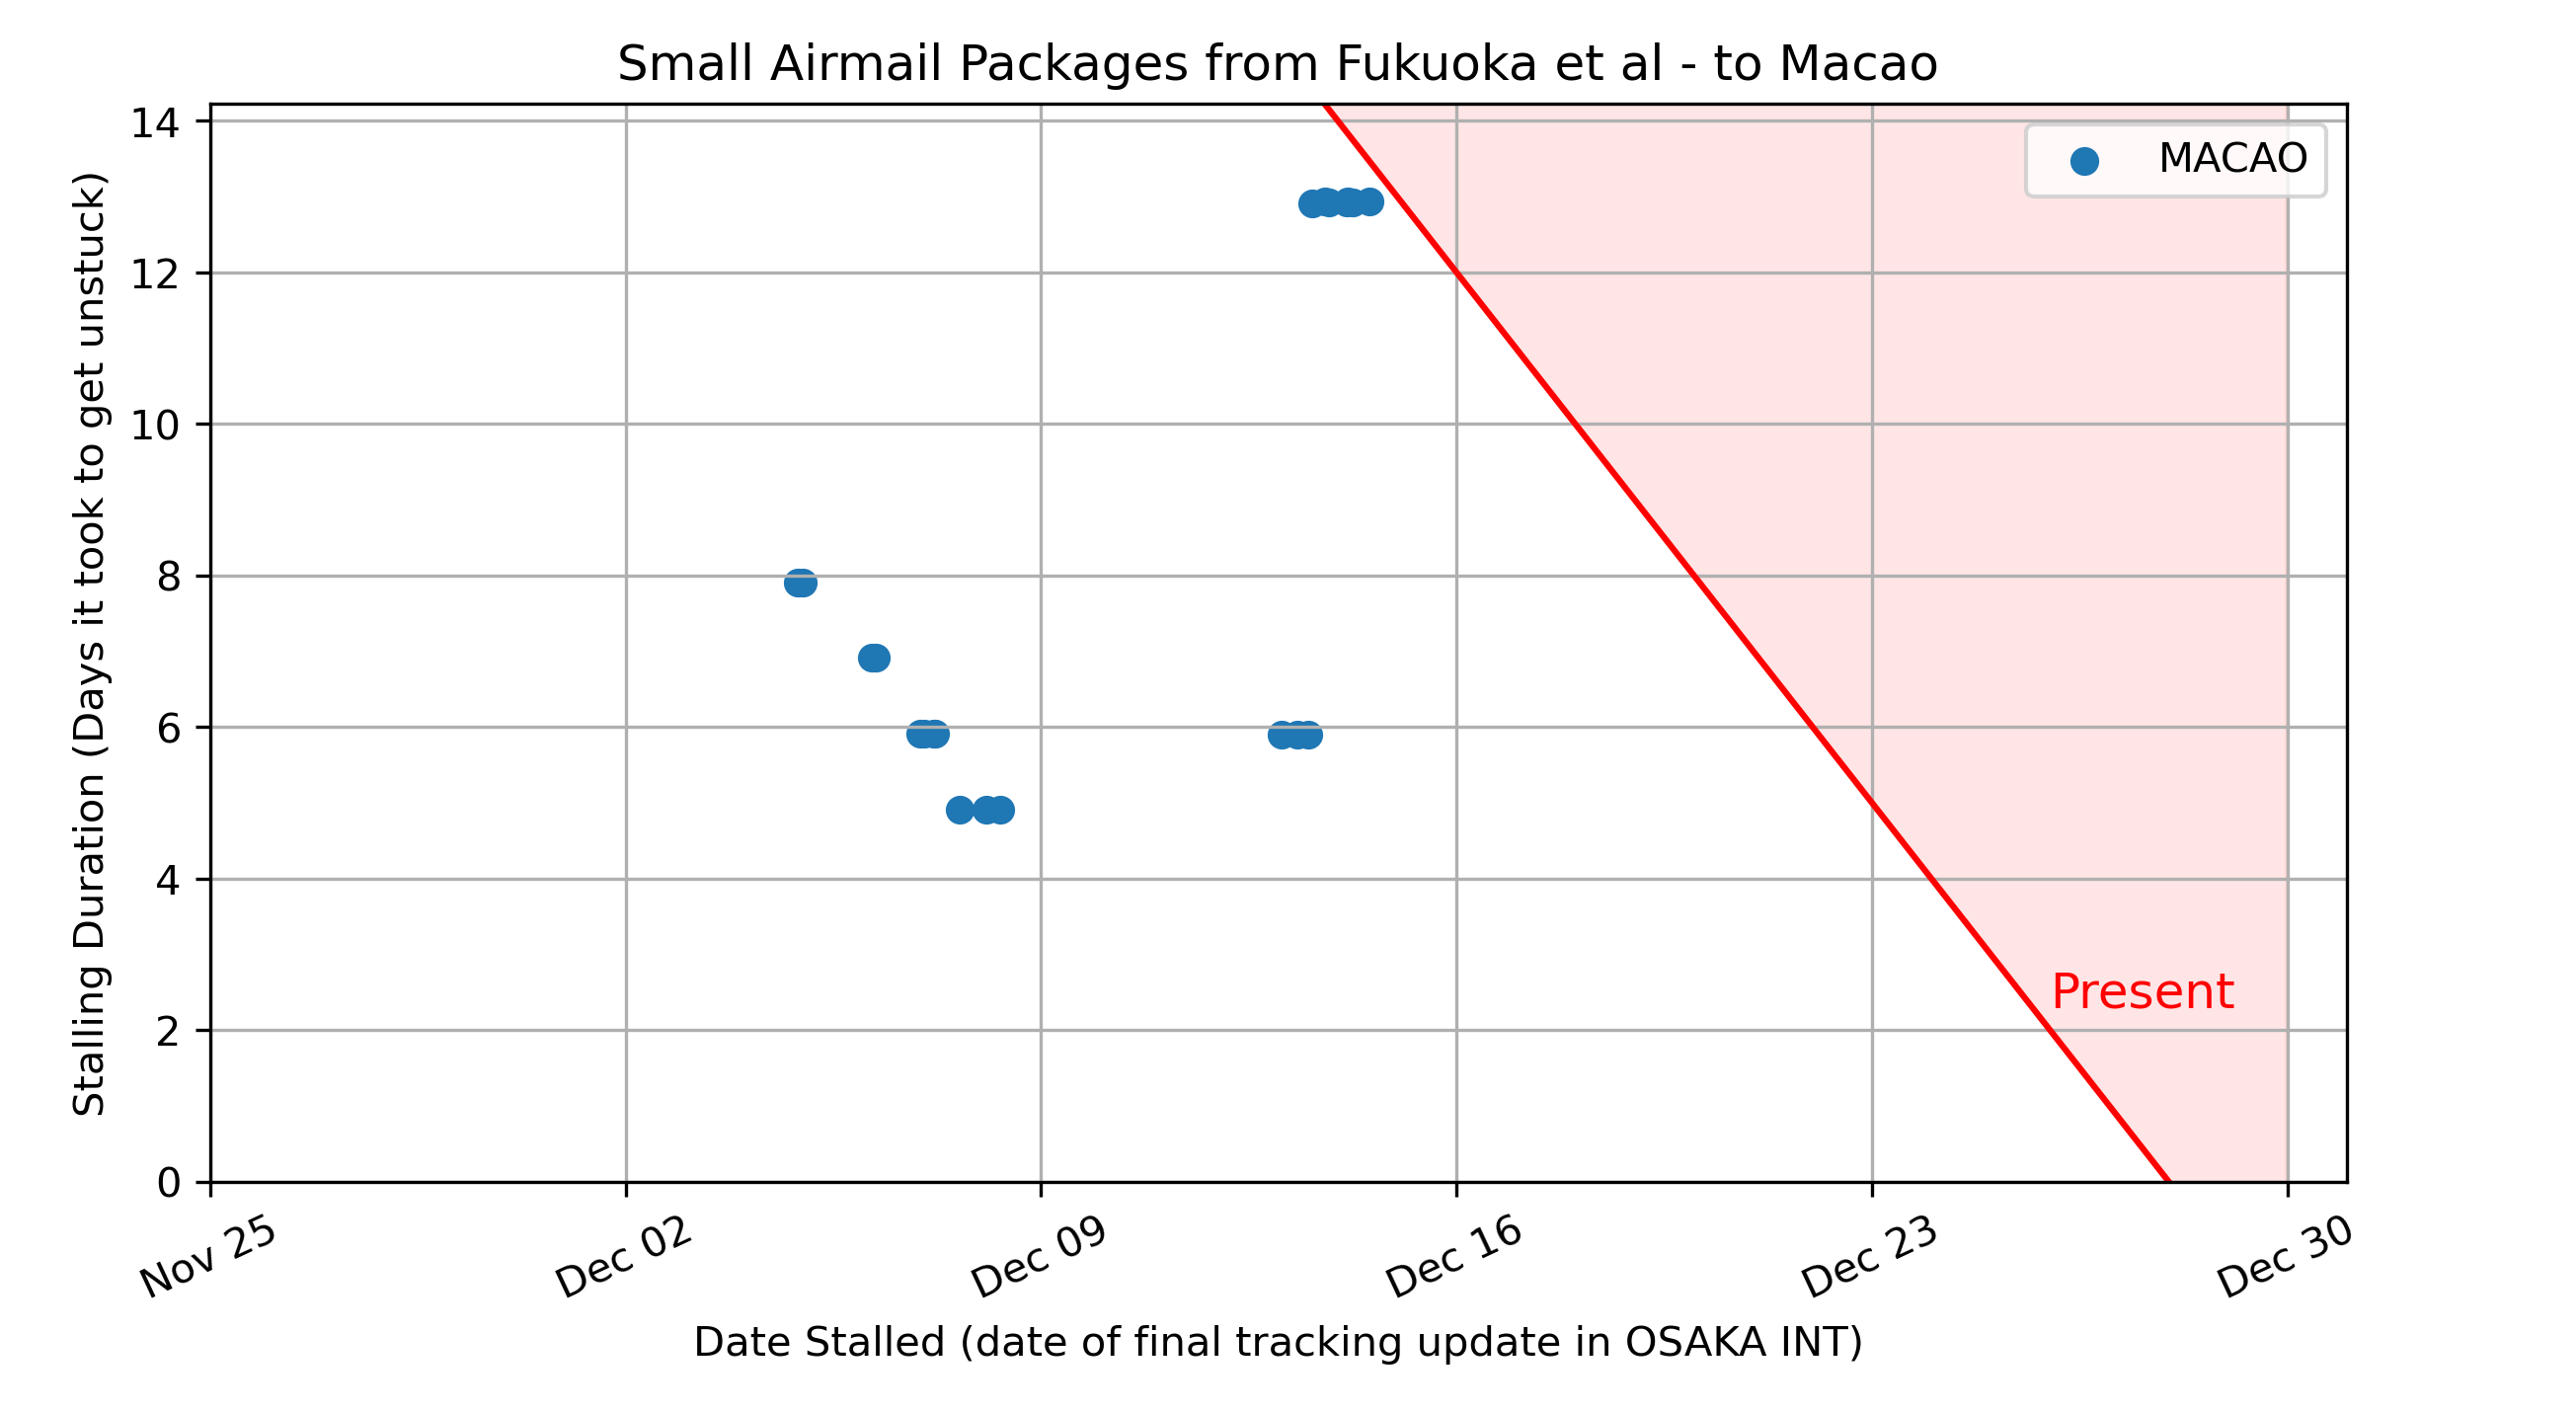 Small Airmail Packages from Fukuoka et al - to Macao
Stalling Duration (Days it took to get unstuck)
14
12
10
8
6
4
2
0
MACAO
Present
Nov 25
Dec 02
Dec 09
Dec 16
Dec 23
Dec 30
Date Stalled (date of final tracking update in OSAKA INT)